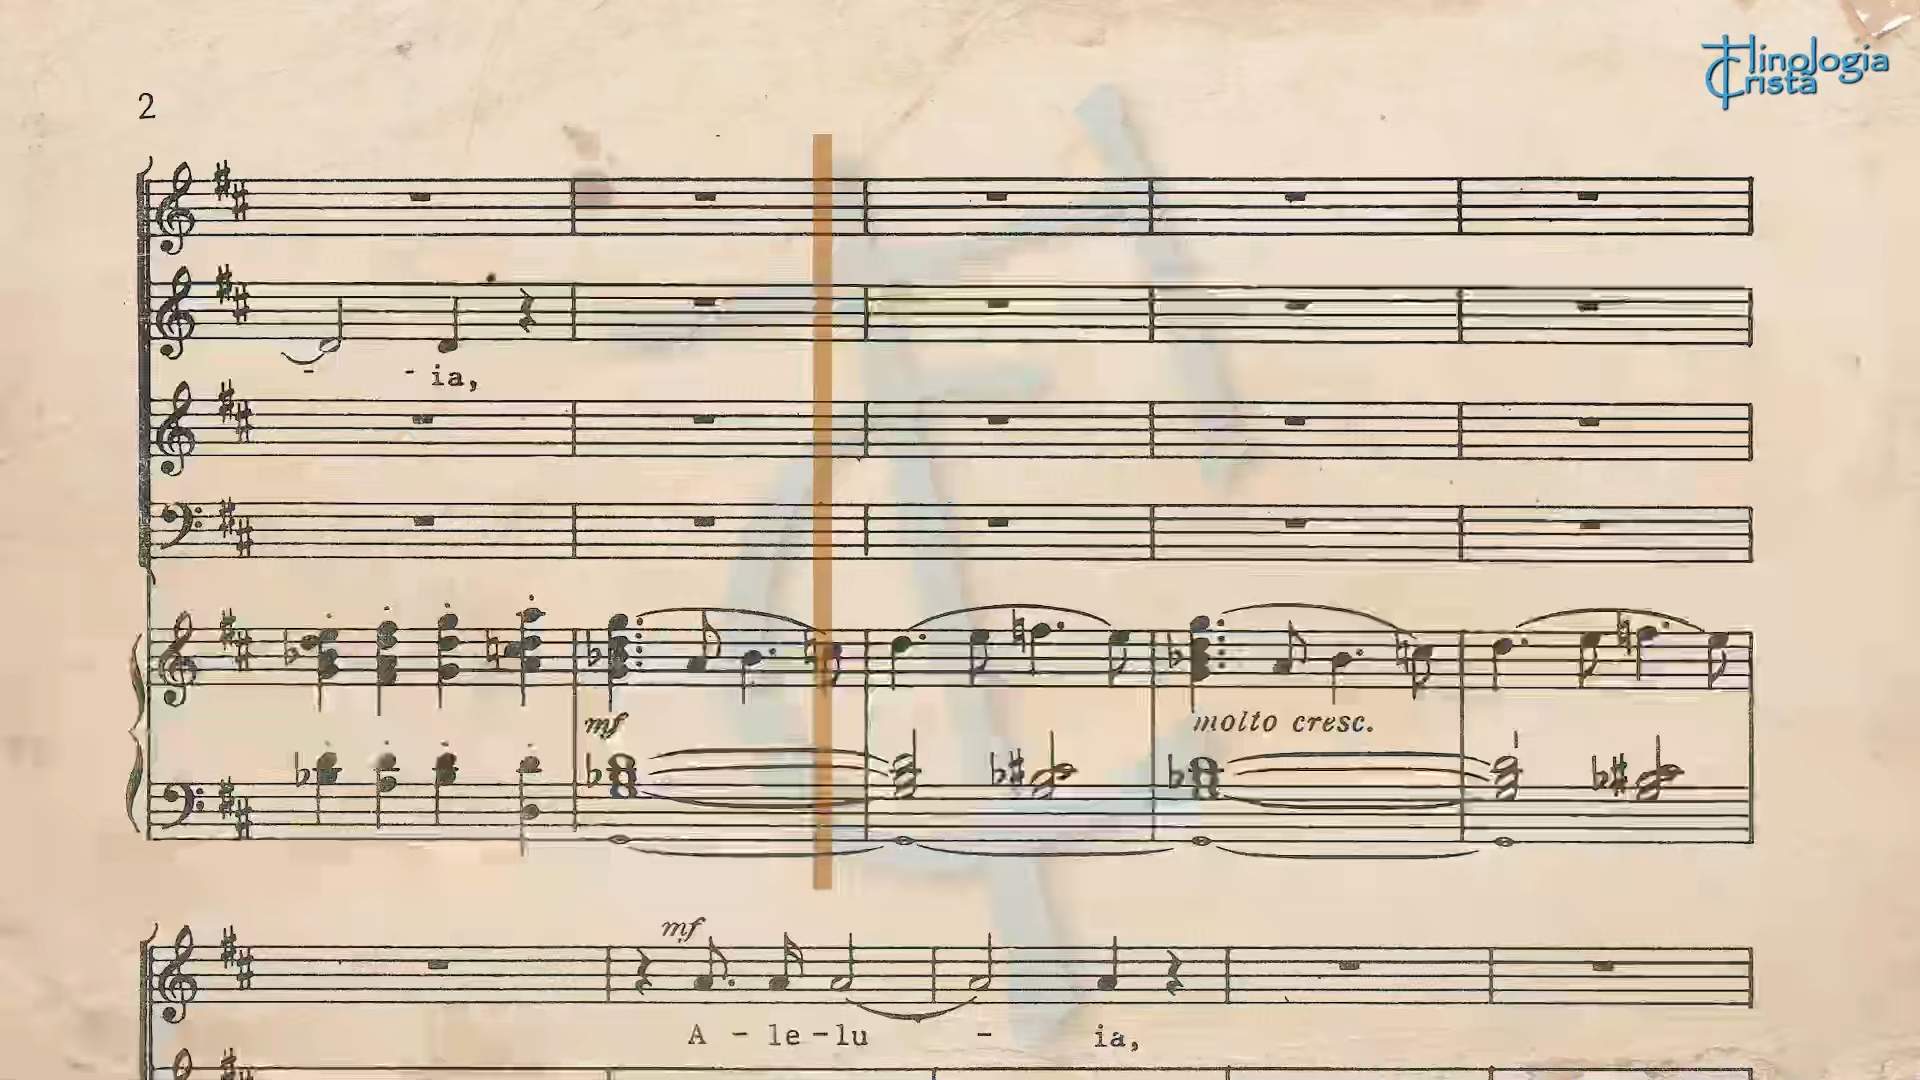 Hinologia
Cristã
2
- - ia,
mf
molto cresc.
mf
A - le - lu - ia,